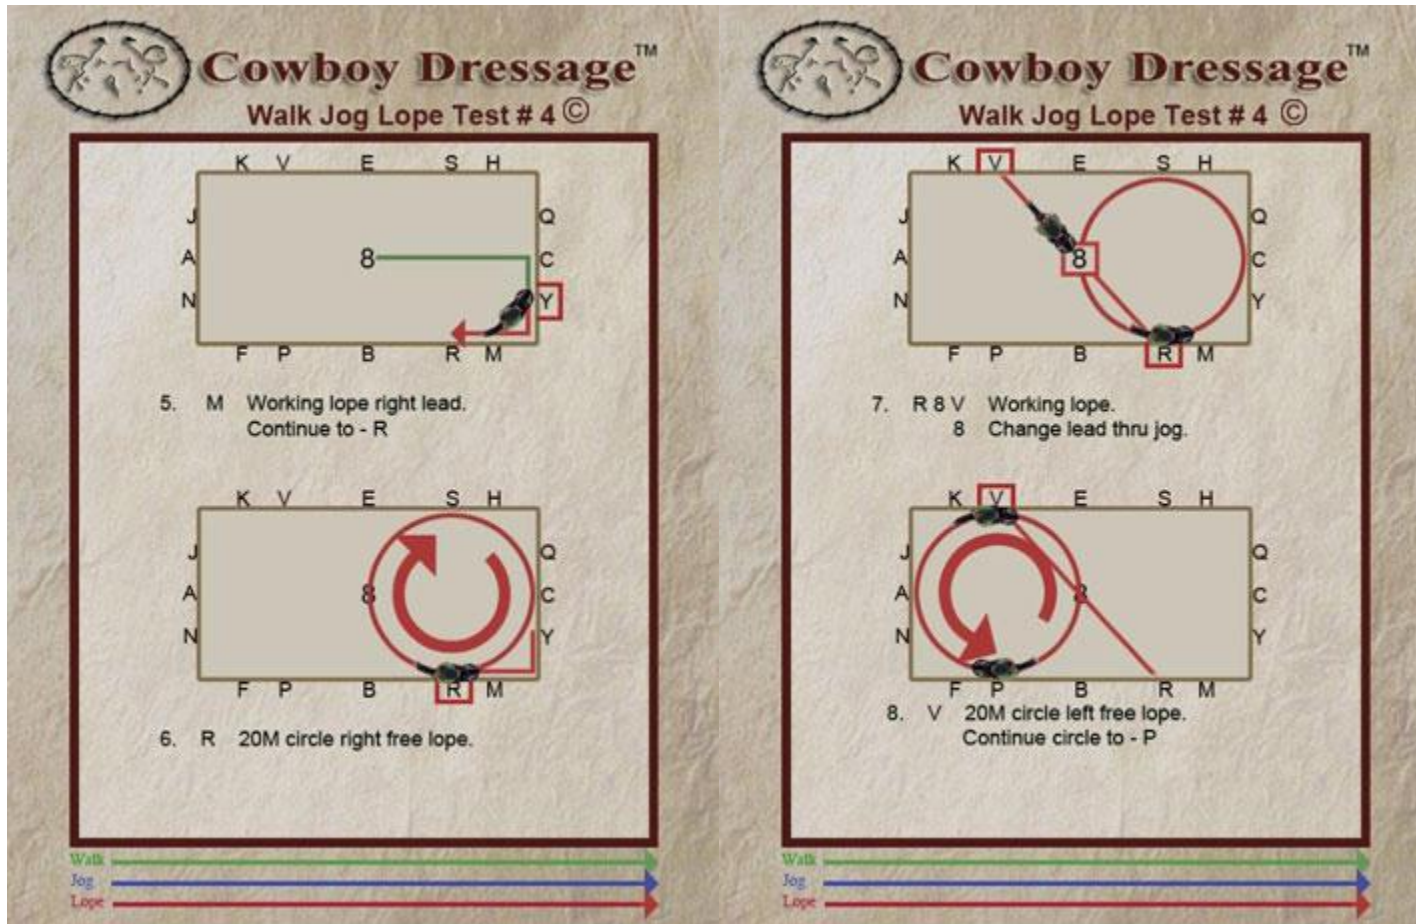 Cowboy Dressage™
Walk Jog Lope Test # 4 ©
K V E S H
J Q
A 8 C
N Y
F P B R M
5. M Working lope right lead.
Continue to - R
K V E S H
J Q
A 8 C
N Y
F P B R M
6. R 20M circle right free lope.
Walk
Jog
Lope
Cowboy Dressage™
Walk Jog Lope Test # 4 ©
K V E S H
J Q
A 8 C
N Y
F P B R M
7. R 8 V Working lope.
8 Change lead thru jog.
K V E S H
J Q
A 8 C
N Y
F P B R M
8. V 20M circle left free lope.
Continue circle to - P
Walk
Jog
Lope